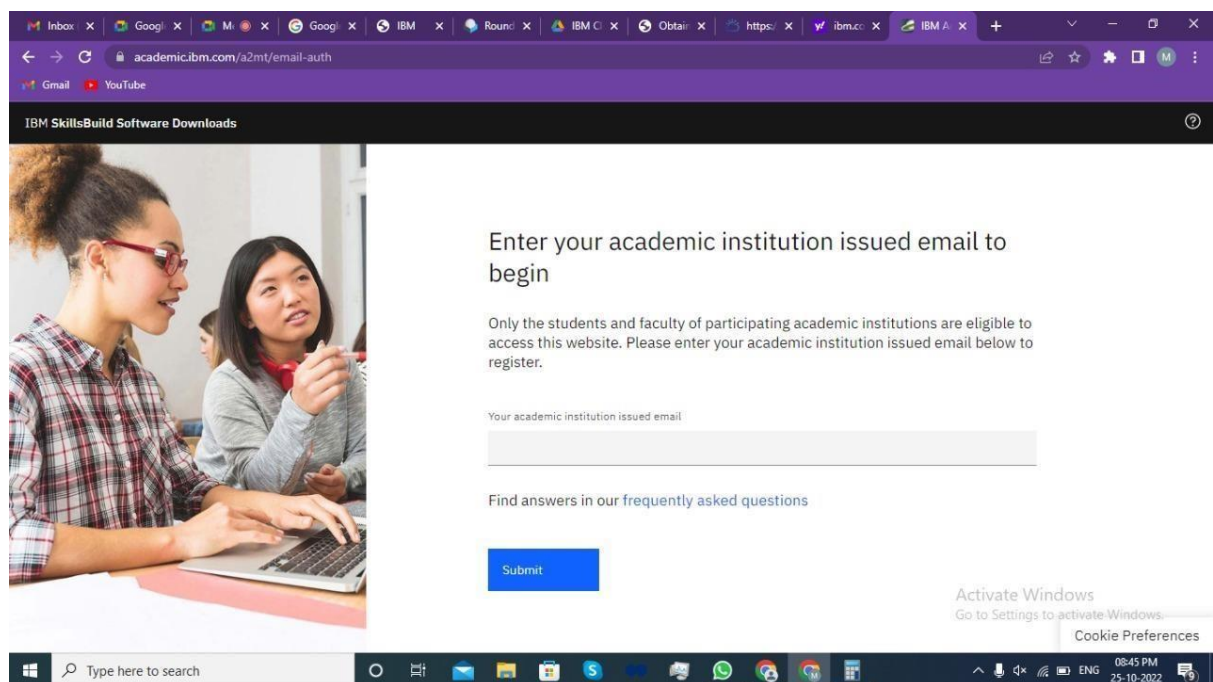 Inbox
Googl
M
Googl
IBM
Round
IBM Cl
Obtain
https:/
ibm.co
IBM A
academic.ibm.com/a2mt/email-auth
M
Gmail
YouTube
IBM SkillsBuild Software Downloads
Enter your academic institution issued email to
begin
Only the students and faculty of participating academic institutions are eligible to
access this website. Please enter your academic institution issued email below to
register.
Your academic institution issued email
Find answers in our frequently asked questions
Submit
Activate Windows
Go to Settings to activate Windows.
Cookie Preferences
Type here to search
ENG
08:45 PM
25-10-2022